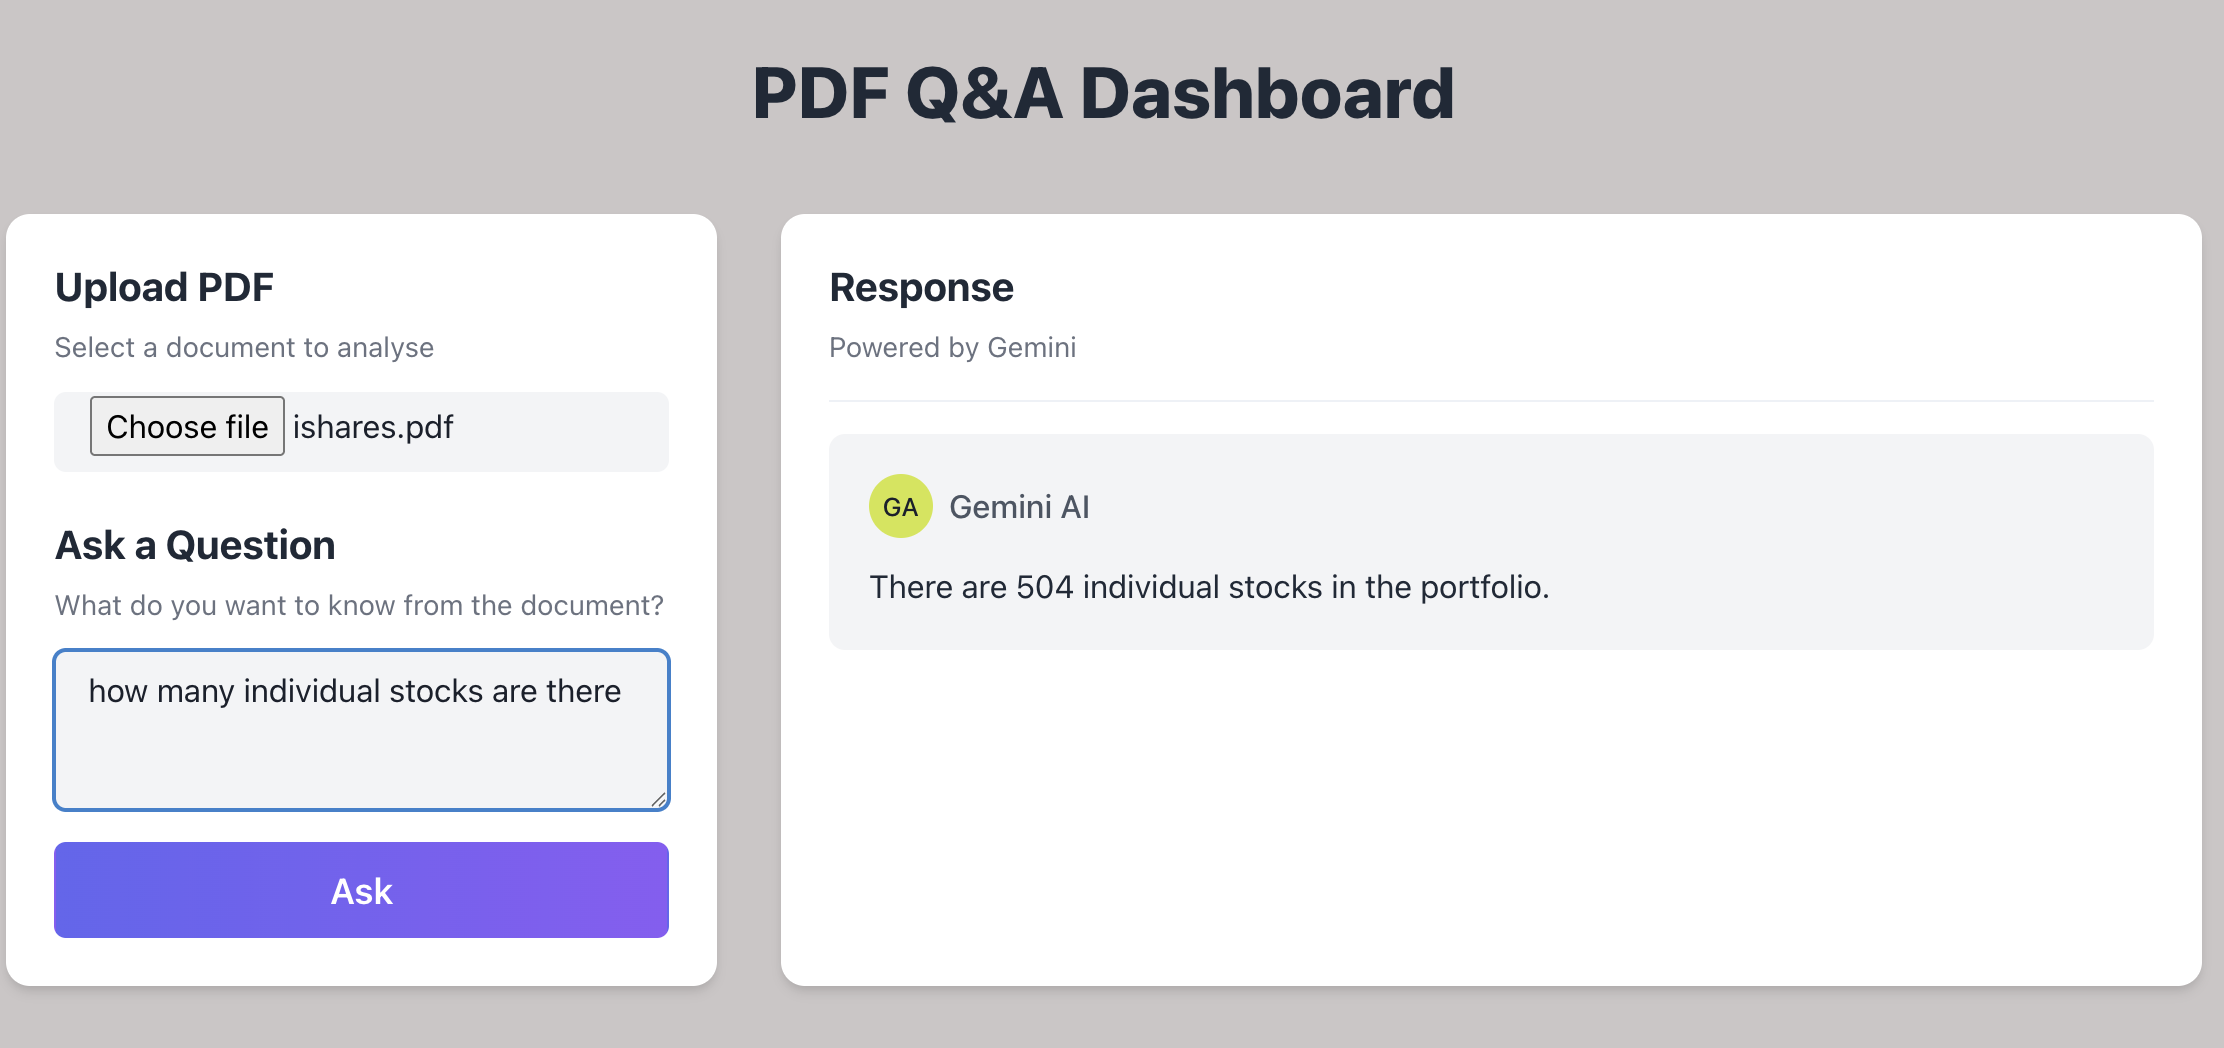 PDF Q&A Dashboard
Upload PDF
Select a document to analyse
Choose file ishares.pdf
Ask a Question
What do you want to know from the document?
how many individual stocks are there
Ask
Response
Powered by Gemini
GA Gemini AI
There are 504 individual stocks in the portfolio.